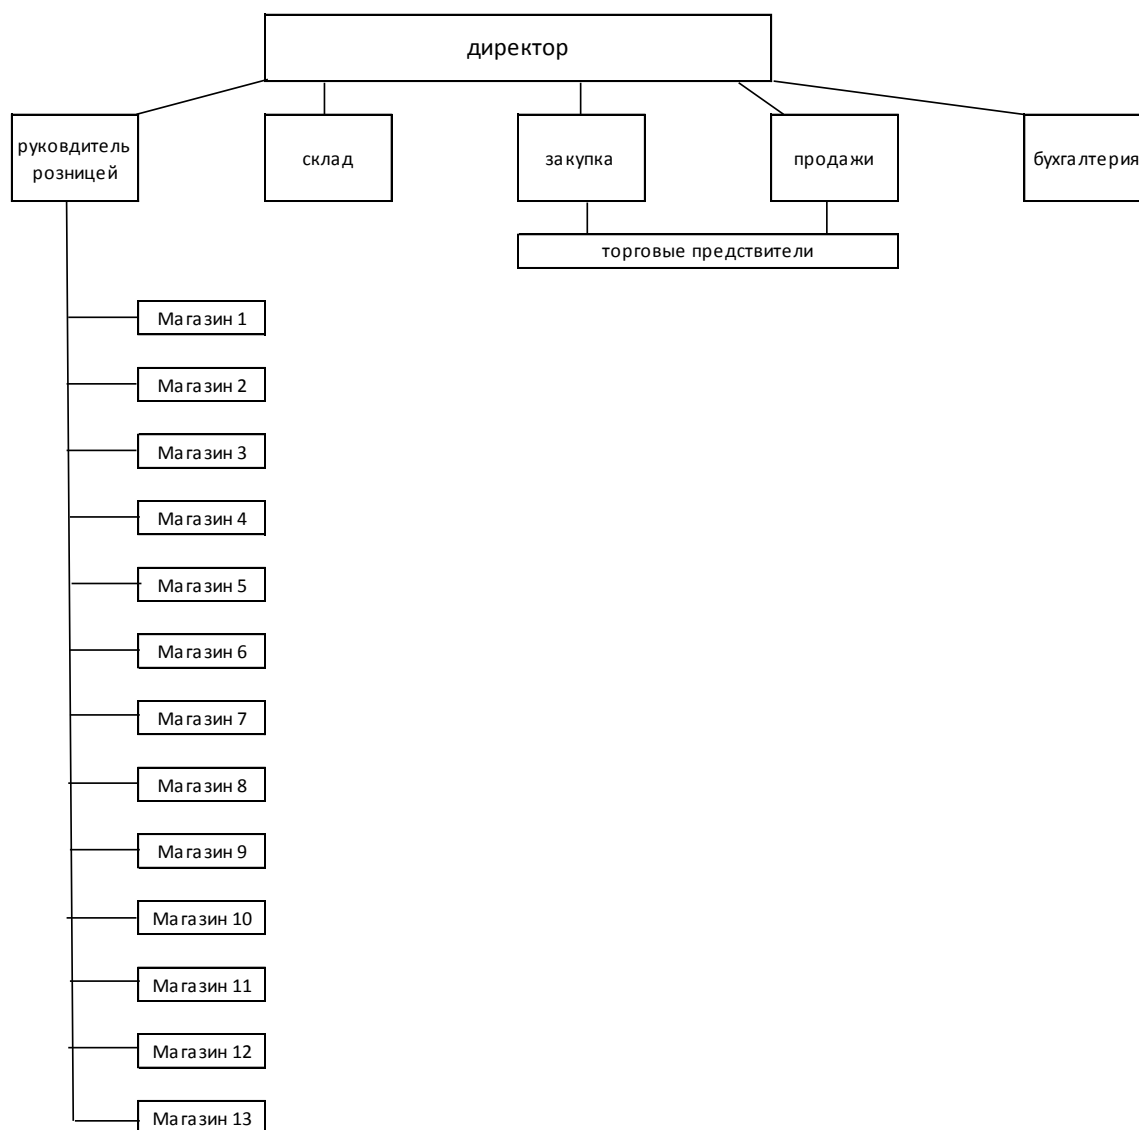 директор
руковдитель
розницей
склад
закупка
продажи
бухгалтерия
торговые предствители
Магазин 1
Магазин 2
Магазин 3
Магазин 4
Магазин 5
Магазин 6
Магазин 7
Магазин 8
Магазин 9
Магазин 10
Магазин 11
Магазин 12
Магазин 13